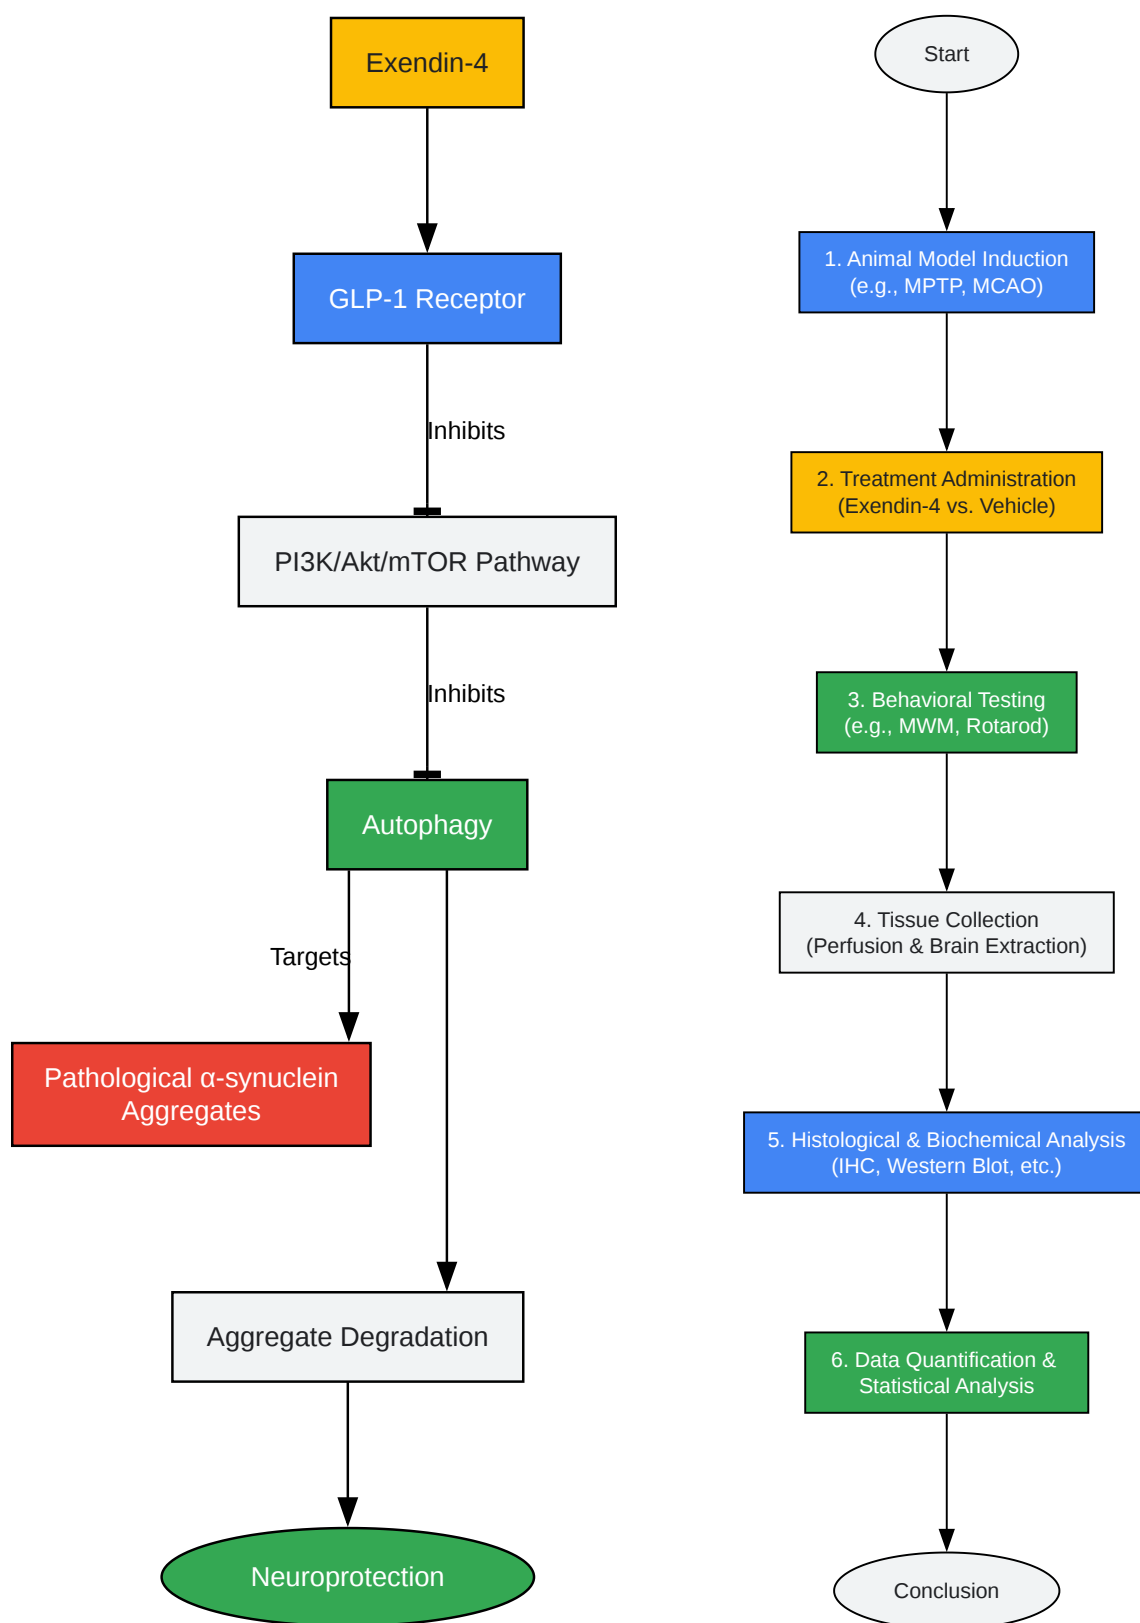 Exendin-4
GLP-1 Receptor
Inhibits
PI3K/Akt/mTOR Pathway
Inhibits
Autophagy
Targets
Pathological α-synuclein
Aggregates
Aggregate Degradation
Neuroprotection
Start
1. Animal Model Induction
(e.g., MPTP, MCAO)
2. Treatment Administration
(Exendin-4 vs. Vehicle)
3. Behavioral Testing
(e.g., MWM, Rotarod)
4. Tissue Collection
(Perfusion & Brain Extraction)
5. Histological & Biochemical Analysis
(IHC, Western Blot, etc.)
6. Data Quantification &
Statistical Analysis
Conclusion